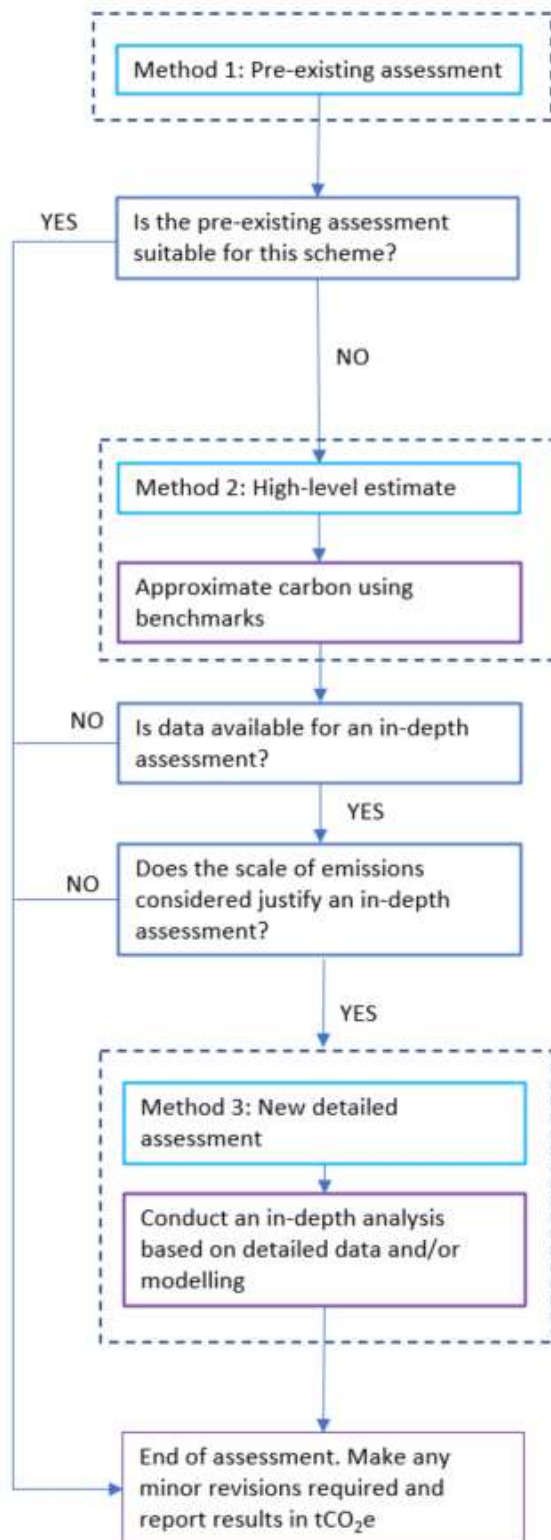 Method 1: Pre-existing assessment
YES
Is the pre-existing assessment
suitable for this scheme?
NO
Method 2: High-level estimate
Approximate carbon using
benchmarks
NO
Is data available for an in-depth
assessment?
YES
NO
Does the scale of emissions
considered justify an in-depth
assessment?
YES
Method 3: New detailed
assessment
Conduct an in-depth analysis
based on detailed data and/or
modelling
End of assessment. Make any
minor revisions required and
report results in tCO₂e